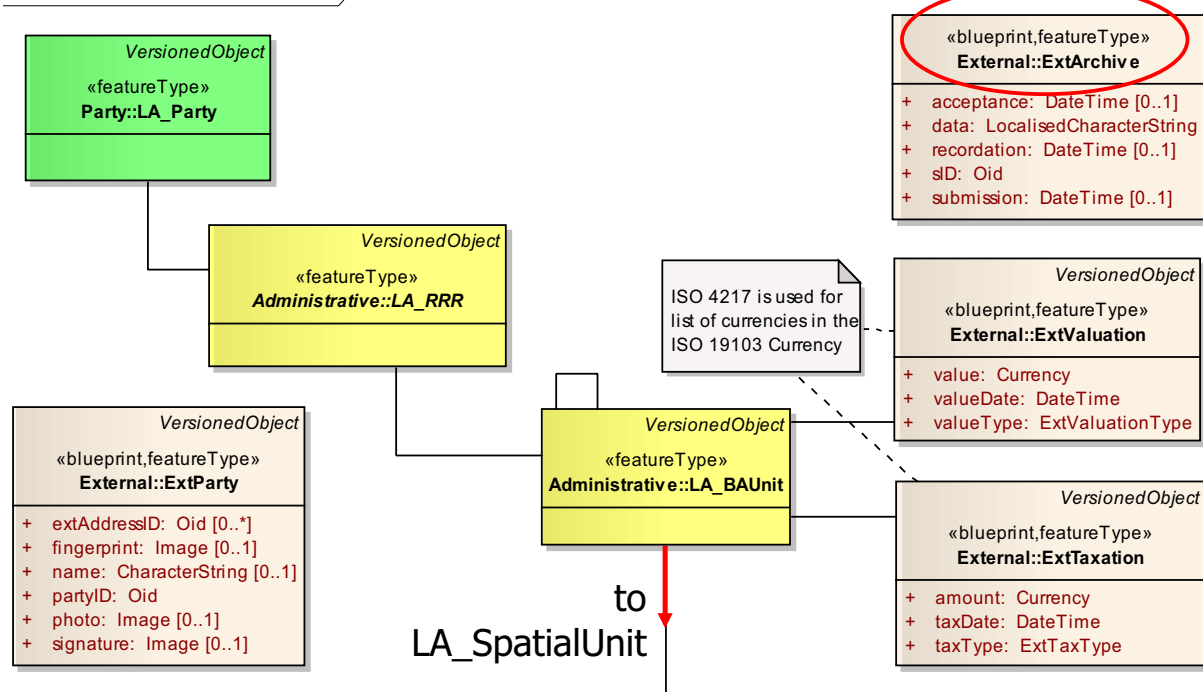 VersionedObject
«featureType»
Party::LA_Party
VersionedObject
«featureType»
Administrative::LA_RRR
VersionedObject
«blueprint,featureType»
External::ExtParty
+ extAddressID: Oid [0..*]
+ fingerprint: Image [0..1]
+ name: CharacterString [0..1]
+ partyID: Oid
+ photo: Image [0..1]
+ signature: Image [0..1]
ISO 4217 is used for
list of currencies in the
ISO 19103 Currency
VersionedObject
«featureType»
Administrative::LA_BAUnit
to
LA_SpatialUnit
«blueprint,featureType»
External::ExtArchive
+ acceptance: DateTime [0..1]
+ data: LocalisedCharacterString
+ recordation: DateTime [0..1]
+ sID: Oid
+ submission: DateTime [0..1]
VersionedObject
«blueprint,featureType»
External::ExtValuation
+ value: Currency
+ valueDate: DateTime
+ valueType: ExtValuationType
VersionedObject
«blueprint,featureType»
External::ExtTaxation
+ amount: Currency
+ taxDate: DateTime
+ taxType: ExtTaxType